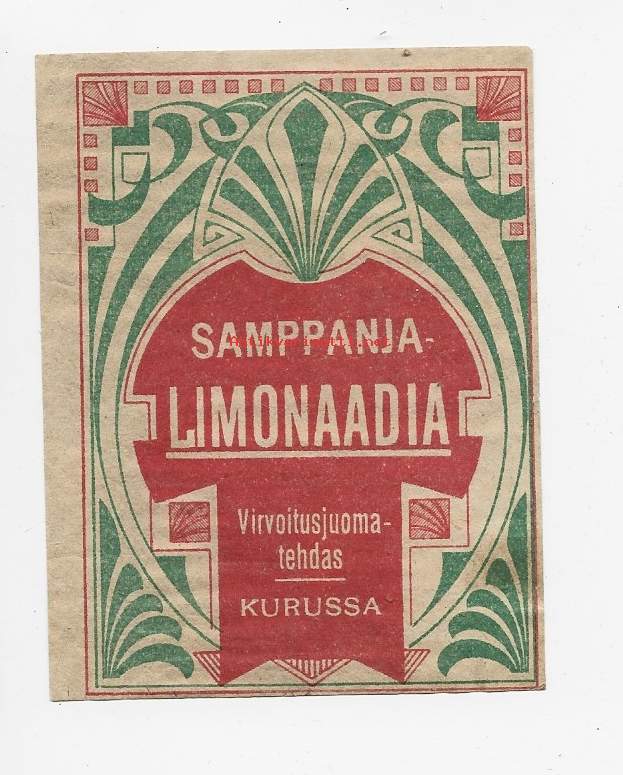 SAMPPANJA-
LIMONAADIA
Virvoitusjuoma-
tehdas
KURUSSA